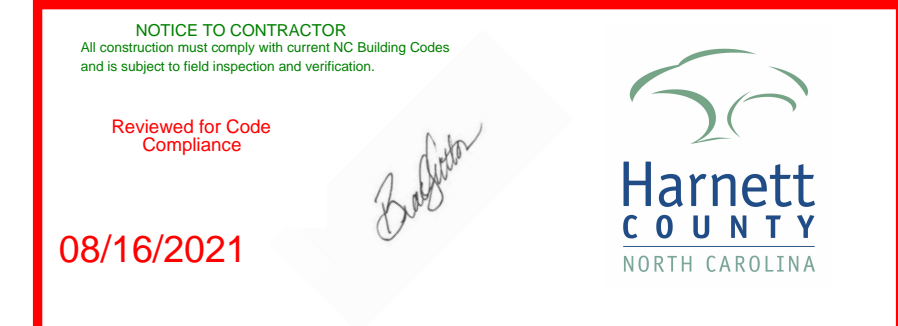 NOTICE TO CONTRACTOR
All construction must comply with current NC Building Codes
and is subject to field inspection and verification.
Reviewed for Code
Compliance
08/16/2021
Harnett
COUNTY
NORTH CAROLINA